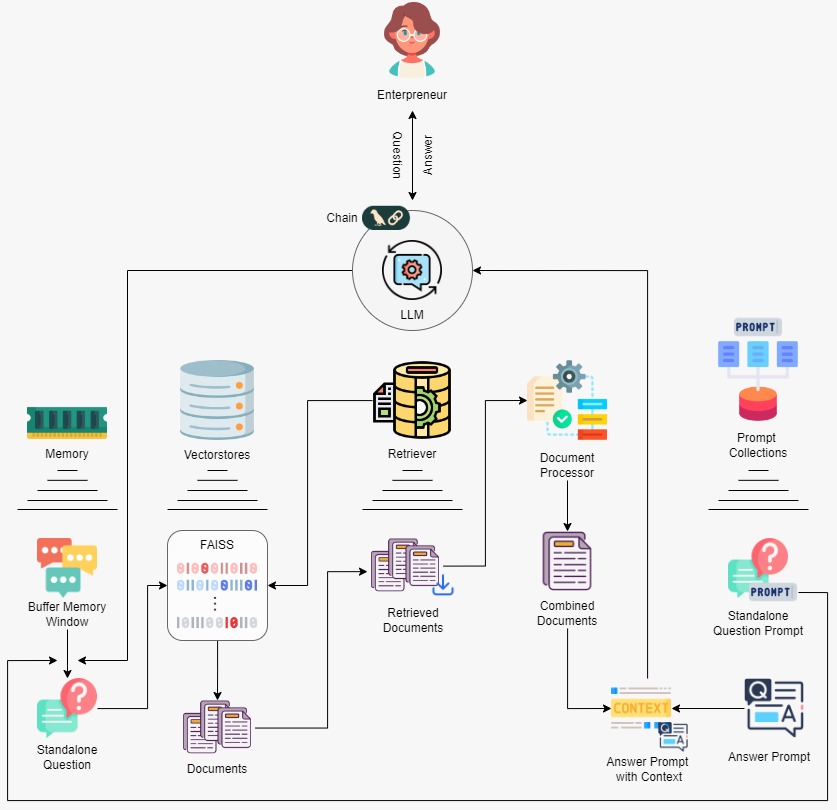 Enterpreneur
Question
Answer
Chain
LLM
PROMPT
Memory
Vectorstores
Retriever
Document
Processor
Prompt
Collections
FAISS
Buffer Memory
Window
Retrieved
Documents
Combined
Documents
PROMPT
Standalone
Question Prompt
CONTEXT
Q
A
Standalone
Question
Documents
Answer Prompt
with Context
Answer Prompt